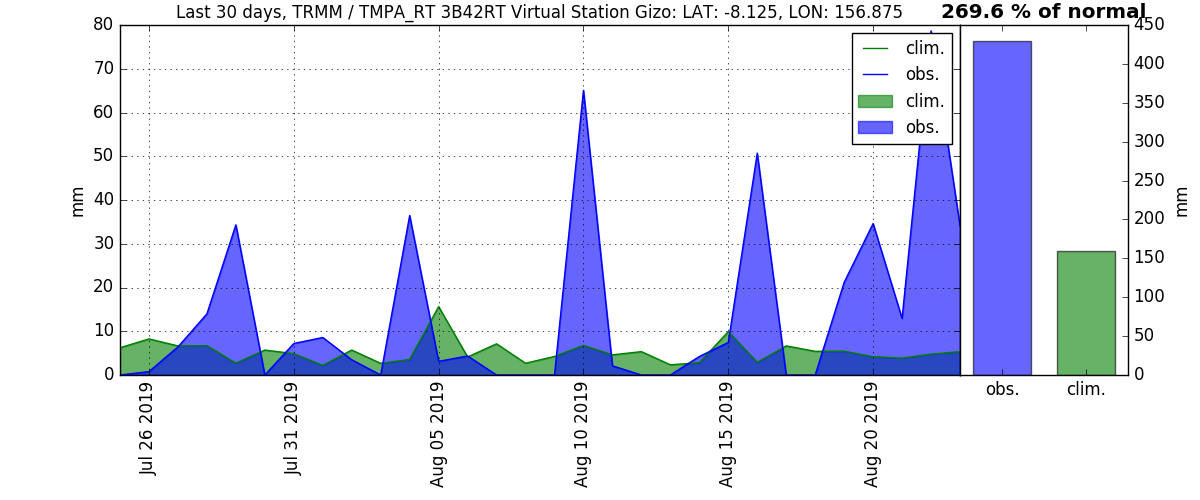 Last 30 days, TRMM / TMPA_RT 3B42RT Virtual Station Gizo: LAT: -8.125, LON: 156.875
269.6 % of normal
80
70
60
50
40
30
20
10
0
mm
clim.
obs.
clim.
obs.
450
400
350
300
250
200
150
100
50
0
mm
Jul 26 2019
Jul 31 2019
Aug 05 2019
Aug 10 2019
Aug 15 2019
Aug 20 2019
obs.
clim.